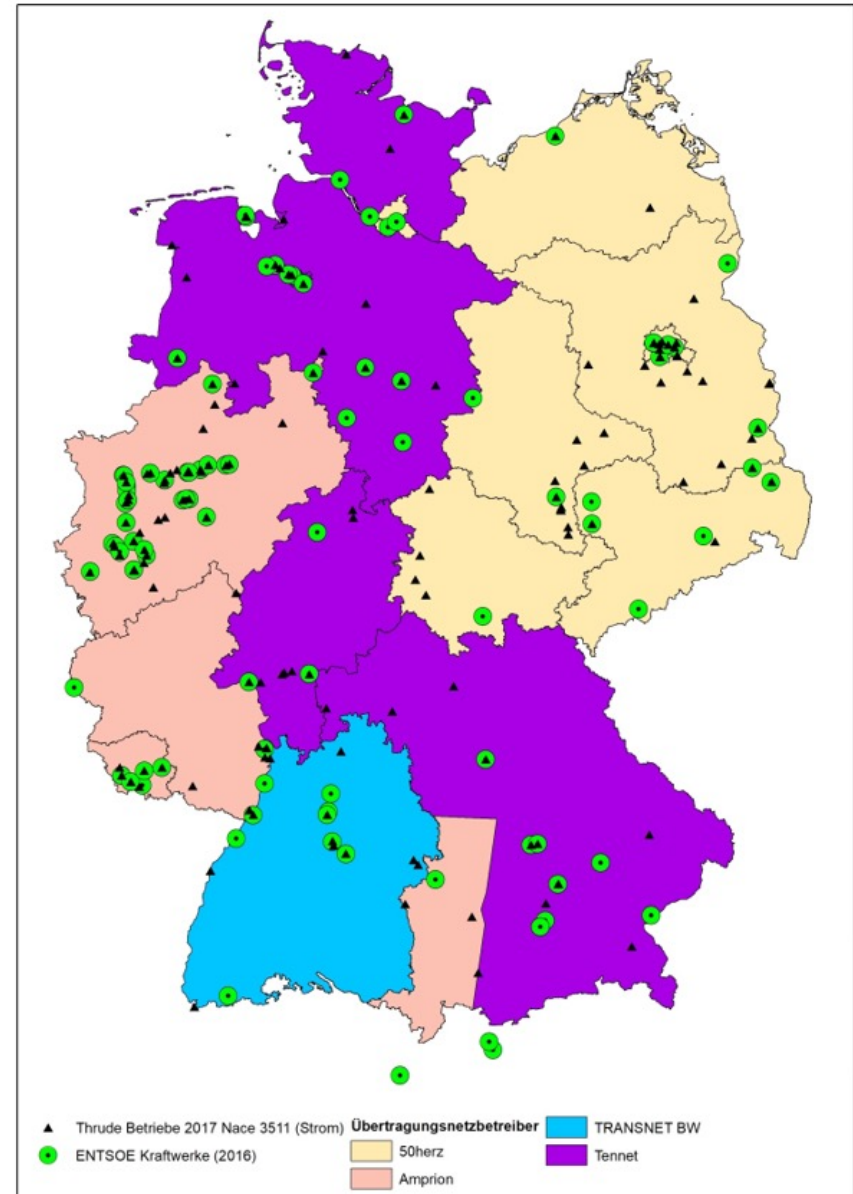 Thrude Betriebe 2017 Nace 3511 (Strom)
ENTSOE Kraftwerke (2016)
Übertragungsnetzbetreiber
50herz
Amprion
TRANSNET BW
Tennet